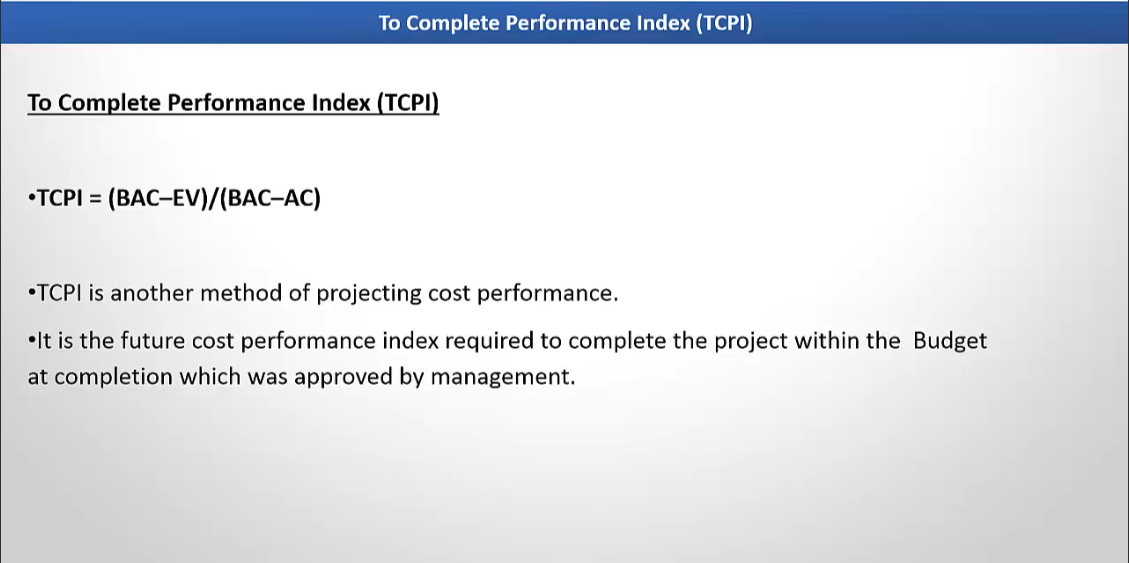 To Complete Performance Index (TCPI)
To Complete Performance Index (TCPI)
•TCPI = (BAC–EV)/(BAC–AC)
•TCPI is another method of projecting cost performance.
•It is the future cost performance index required to complete the project within the  Budget
at completion which was approved by management.